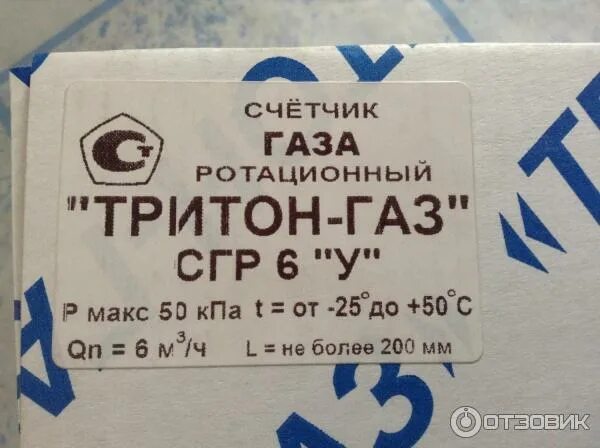 СЧЁТЧИК
ГАЗА
РОТАЦИОННЫЙ
"ТРИТОН-ГАЗ"
СГР 6 "У"
Р макс 50 кПа t = от -25° до +50°С
Qn = 6 м³/ч L = не более 200 мм
ОТЗОВИК